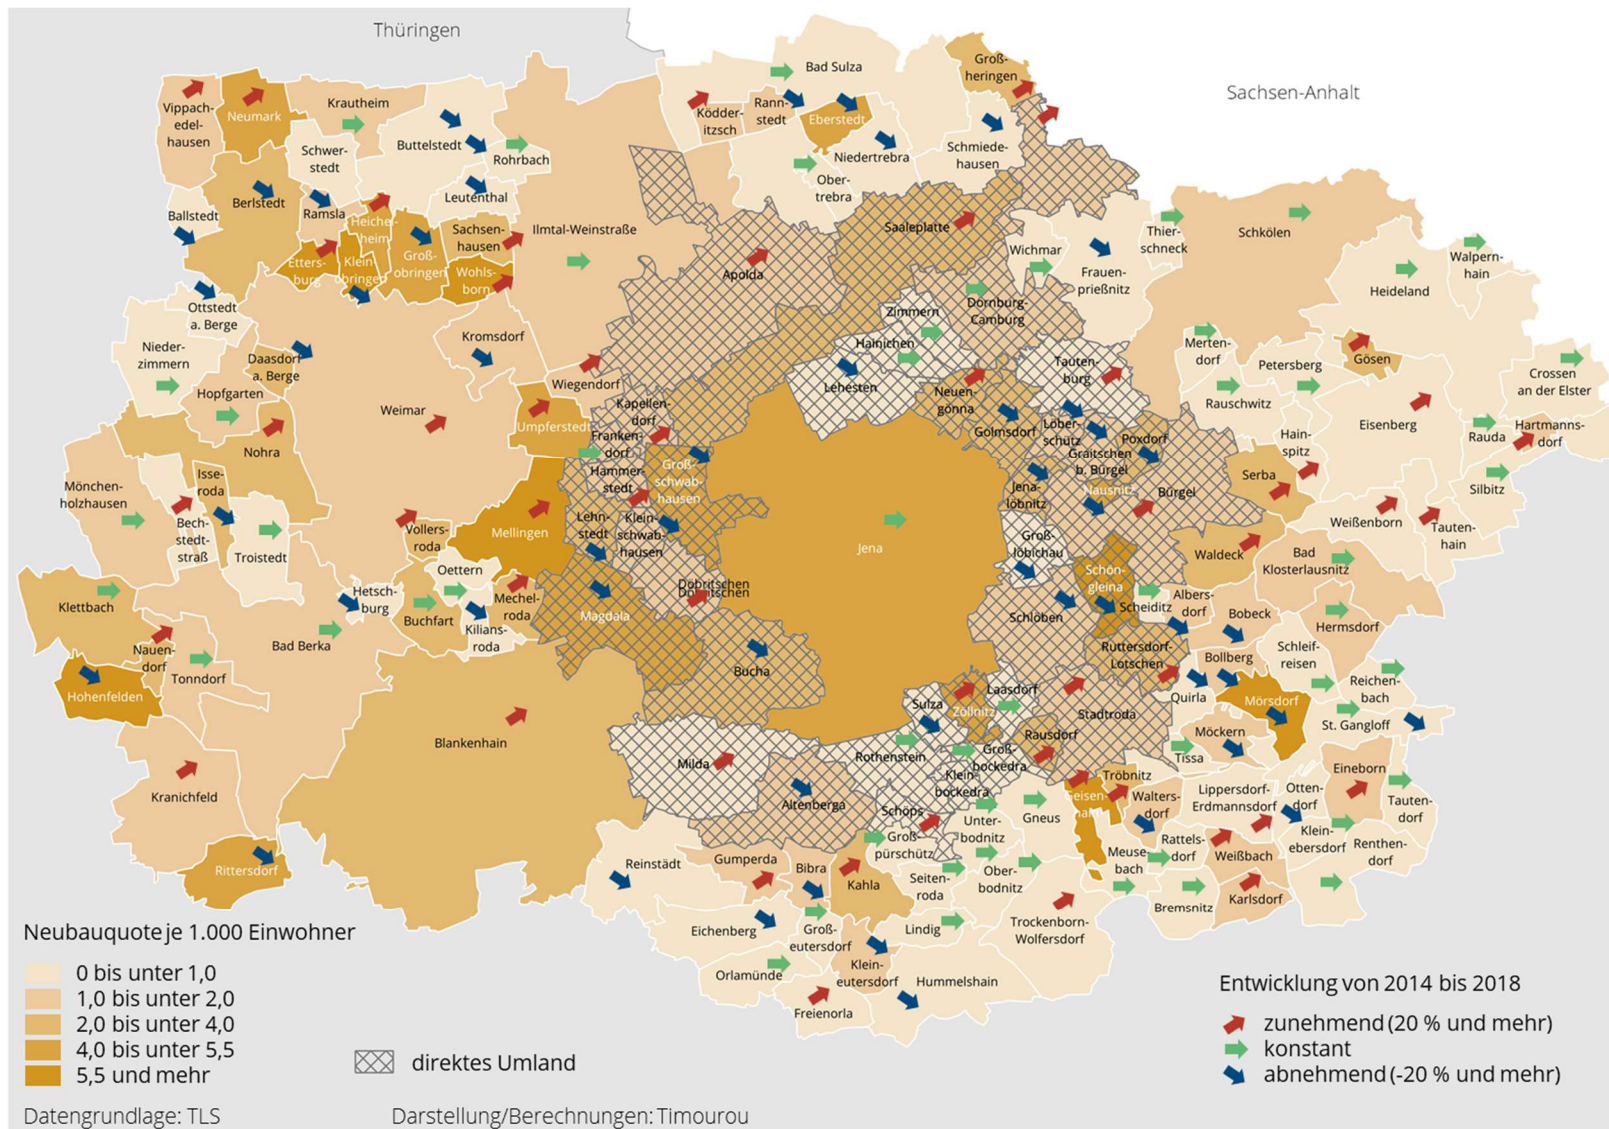 Thüringen
Sachsen-Anhalt
Bad Sulza
Groß-
heringen
Vippach-
edel-
hausen
Neumark
Krautheim
Buttelstedt
Rohrbach
Schwer-
stedt
Ködder-
itzsch
Rann-
stedt
Eberstedt
Niedertrebra
Schmiede-
hausen
Ober-
trebra
Ballstedt
Berlstedt
Ramsla
Leutenthal
Heichel-
heim
Sachsen-
hausen
Ilmtal-Weinstraße
Etters-
burg
Klein-
obringen
Groß-
obringen
Wohls-
born
Apolda
Saaleplatte
Wichmar
Thier-
schneck
Frauen-
prießnitz
Schkölen
Walpern-
hain
Heideland
Ottstedt
a. Berge
Nieder-
zimmern
Daasdorf
a. Berge
Hopfgarten
Kromsdorf
Wiegendorf
Zimmern
Dornburg-
Camburg
Hainichen
Lehesten
Tauten-
burg
Merten-
dorf
Petersberg
Gösen
Rauschwitz
Crossen
an der Elster
Weimar
Umpferstedt
Kapellen-
dorf
Franken-
dorf
Neuen-
gönna
Golmsdorf
Löber-
schütz
Poxdorf
Graitschen
b. Bürgel
Hain-
spitz
Eisenberg
Rauda
Hartmanns-
dorf
Nohra
Mönchen-
holzhausen
Isse-
roda
Bech-
stedt-
straß
Troistedt
Vollers-
roda
Mellingen
Hammer-
stedt
Groß-
schwab-
hausen
Lehn-
stedt
Klein-
schwab-
hausen
Jena
Jena-
löbnitz
Nausnitz
Bürgel
Serba
Silbitz
Weißenborn
Tauten-
hain
Groß-
löbichau
Waldeck
Bad
Klosterlausnitz
Klettbach
Oettern
Hetsch-
burg
Buchfart
Kilians-
roda
Mechel-
roda
Magdala
Döbritschen
Döbritschen
Schön-
gleina
Scheiditz
Albers-
dorf
Schlöben
Bobeck
Hermsdorf
Nauen-
dorf
Tonndorf
Bad Berka
Bucha
Ruttersdorf-
Lotschen
Bollberg
Schleif-
reisen
Reichen-
bach
Hohenfelden
Quirla
Mörsdorf
St. Gangloff
Sulza
Zöllnitz
Laasdorf
Stadtroda
Blankenhain
Rausdorf
Möckern
Tissa
Kranichfeld
Milda
Rothenstein
Groß-
bockedra
Klein-
bockedra
Altenberga
Schöps
Unter-
bodnitz
Gneus
Geisen-
hain
Tröbnitz
Walters-
dorf
Lippersdorf-
Erdmannsdorf
Otten-
dorf
Eineborn
Tauten-
dorf
Klein-
ebersdorf
Renthen-
dorf
Rattels-
dorf
Meuse-
bach
Weißbach
Rittersdorf
Reinstädt
Gumperda
Bibra
Kahla
Groß-
pürschütz
Seiten-
roda
Ober-
bodnitz
Bremsnitz
Karlsdorf
Trockenborn-
Wolfersdorf
Eichenberg
Groß-
eutersdorf
Lindig
Orlamünde
Klein-
eutersdorf
Hummelshain
Freienorla
Neubauquote je 1.000 Einwohner
0 bis unter 1,0
1,0 bis unter 2,0
2,0 bis unter 4,0
4,0 bis unter 5,5
5,5 und mehr
direktes Umland
Entwicklung von 2014 bis 2018
zunehmend (20 % und mehr)
konstant
abnehmend (-20 % und mehr)
Datengrundlage: TLS
Darstellung/Berechnungen: Timourou